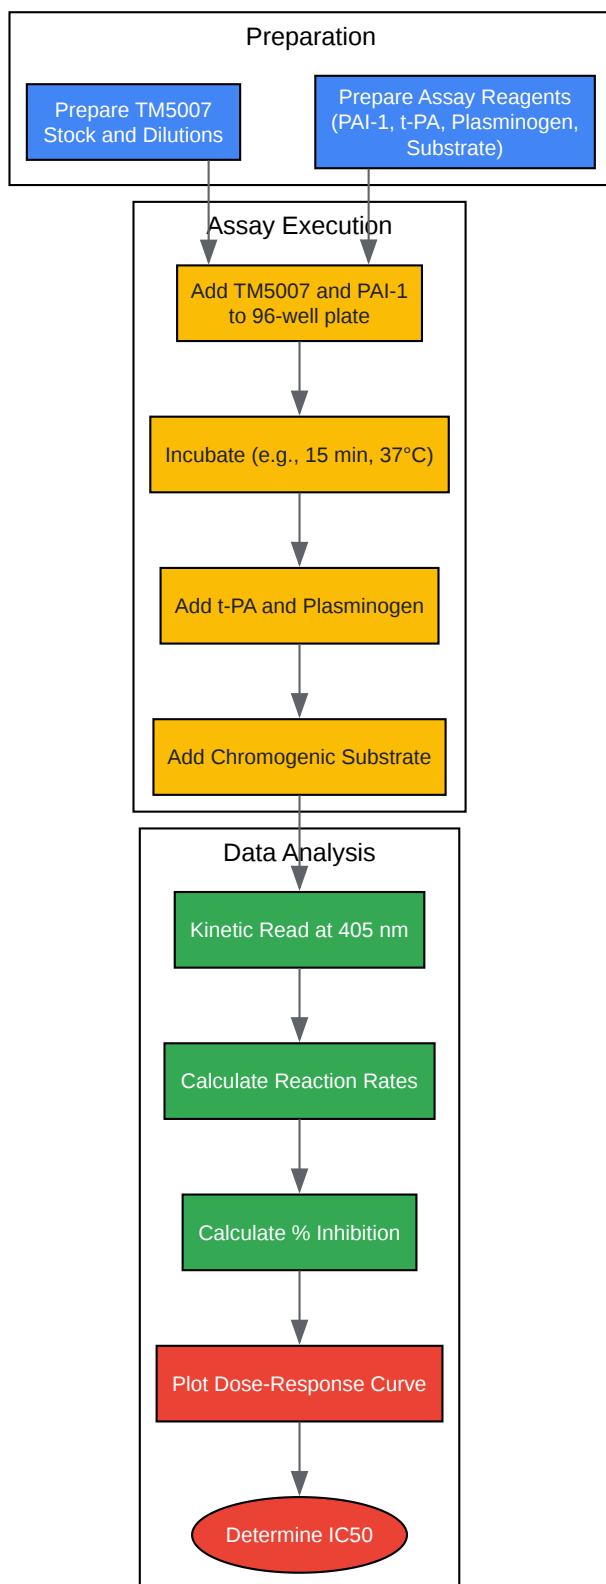 Preparation
Prepare TM5007
Stock and Dilutions
Prepare Assay Reagents
(PAI-1, t-PA, Plasminogen,
Substrate)
Assay Execution
Add TM5007 and PAI-1
to 96-well plate
Incubate (e.g., 15 min, 37°C)
Add t-PA and Plasminogen
Add Chromogenic Substrate
Data Analysis
Kinetic Read at 405 nm
Calculate Reaction Rates
Calculate % Inhibition
Plot Dose-Response Curve
Determine IC50